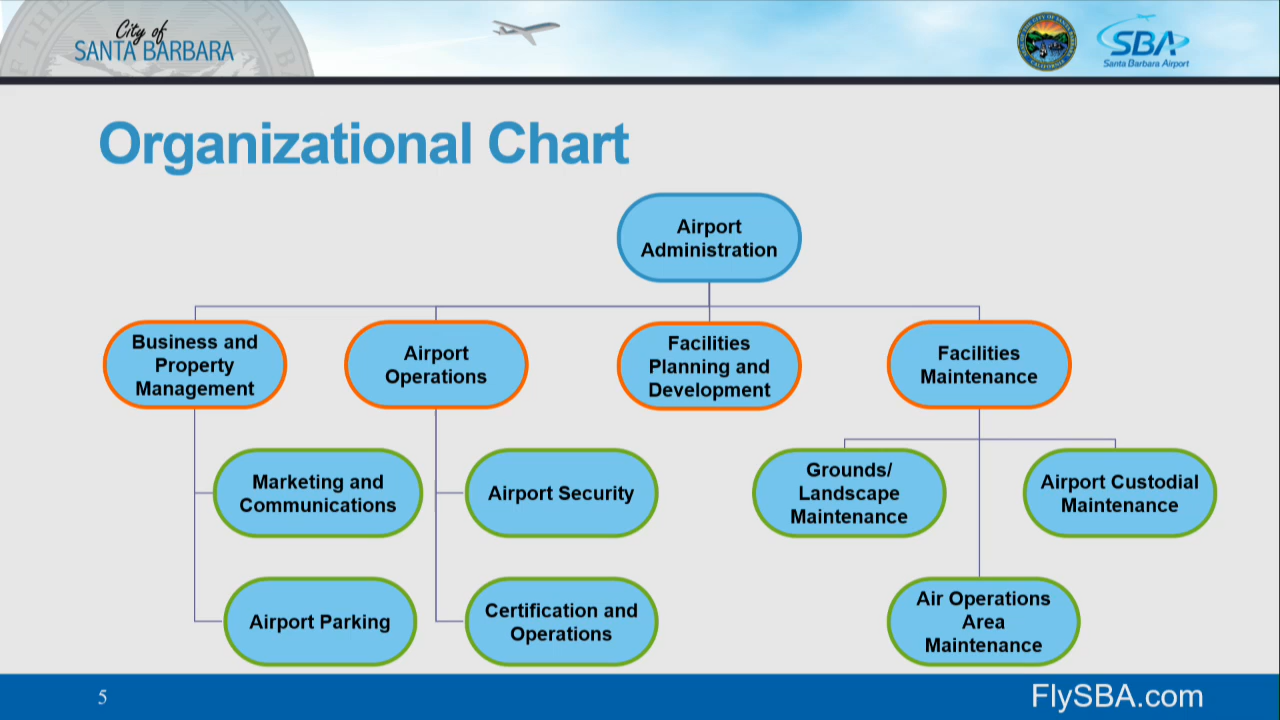 City of
SANTA BARBARA
SBA
Santa Barbara Airport
Organizational Chart
Airport
Administration
Business and
Property
Management
Airport
Operations
Facilities
Planning and
Development
Facilities
Maintenance
Marketing and
Communications
Airport Security
Grounds/
Landscape
Maintenance
Airport Custodial
Maintenance
Airport Parking
Certification and
Operations
Air Operations
Area
Maintenance
5
FlySBA.com